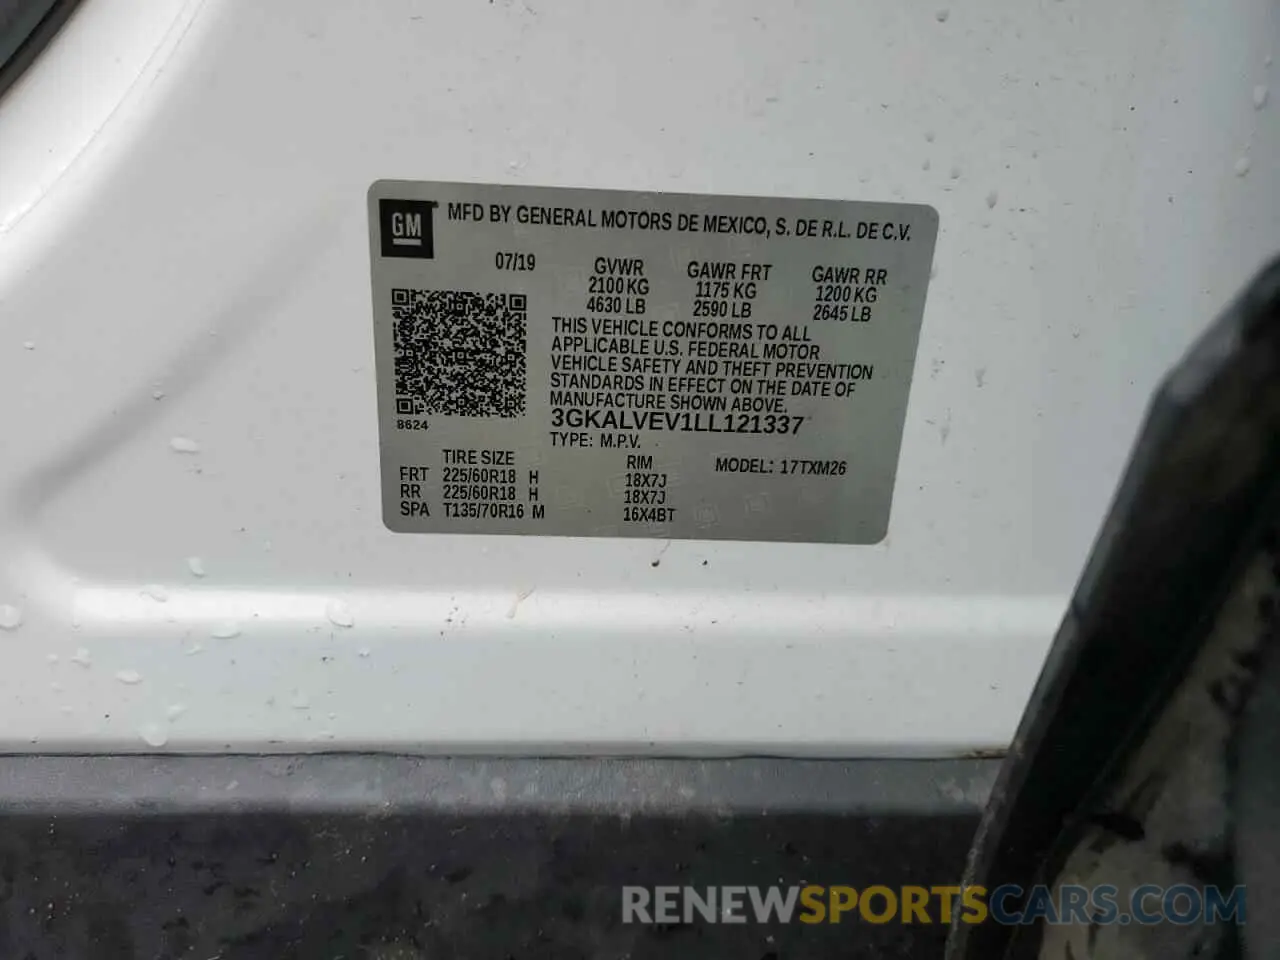 GM
MFD BY GENERAL MOTORS DE MEXICO, S. DE R.L. DE C.V.
07/19
GVWR GAWR FRT GAWR RR
2100 KG 1175 KG 1200 KG
4630 LB 2590 LB 2645 LB
THIS VEHICLE CONFORMS TO ALL
APPLICABLE U.S. FEDERAL MOTOR
VEHICLE SAFETY AND THEFT PREVENTION
STANDARDS IN EFFECT ON THE DATE OF
MANUFACTURE SHOWN ABOVE.
8624
3GKALVEV1LL121337
TYPE: M.P.V.
TIRE SIZE RIM MODEL: 17TXM26
FRT 225/60R18 H 18X7J
RR 225/60R18 H 18X7J
SPA T135/70R16 M 16X4BT
RENEWSPORTSCARS.COM